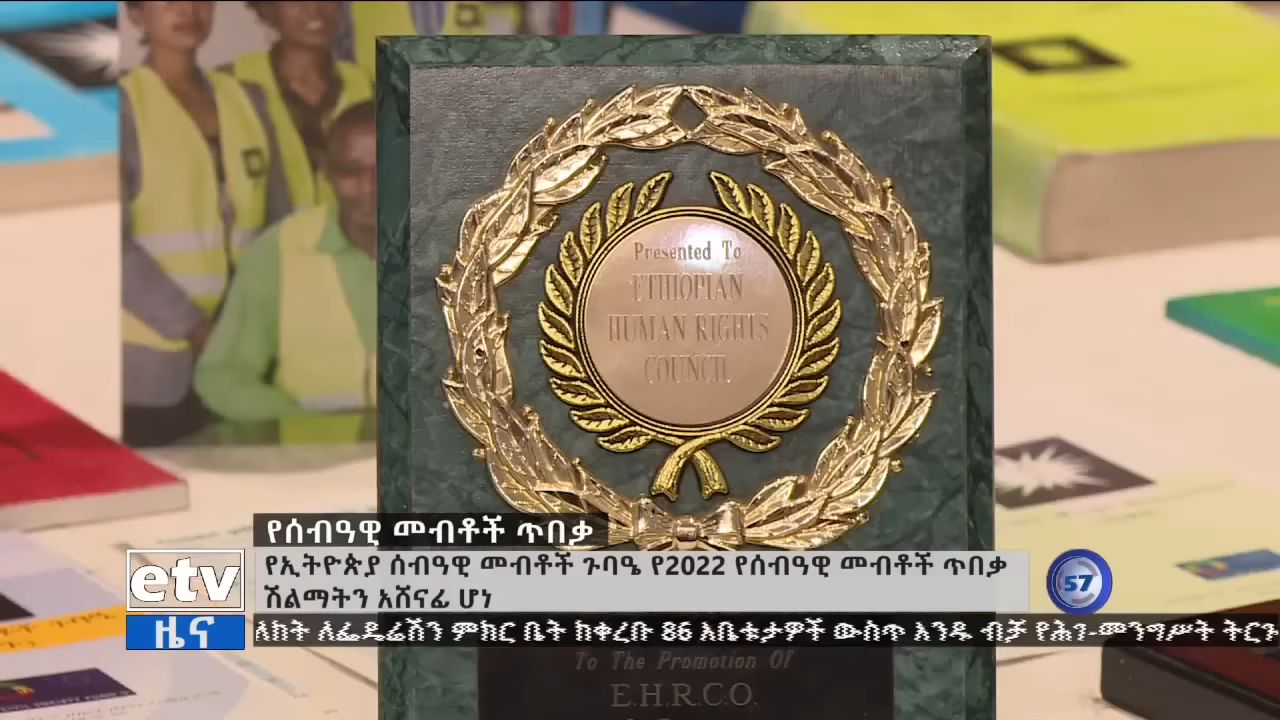 Presented To
ETHIOPIAN
HUMAN RIGHTS
COUNCIL
የሰብዓዊ መብቶች ጥበቃ
etv
የኢትዮጵያ ሰብዓዊ መብቶች ጉባዔ የ2022 የሰብዓዊ መብቶች ጥበቃ
ሽልማትን አሸናፊ ሆነ
57
ዜና
ለከት ለፌዴሬሽን ምክር ቤት ከቀረቡ 86 አቤቱታዎች ውስጥ አንዱ ብቻ የሕገ-መንግሥት ትርጉ
To The Promotion Of
E.H.R.C.O.